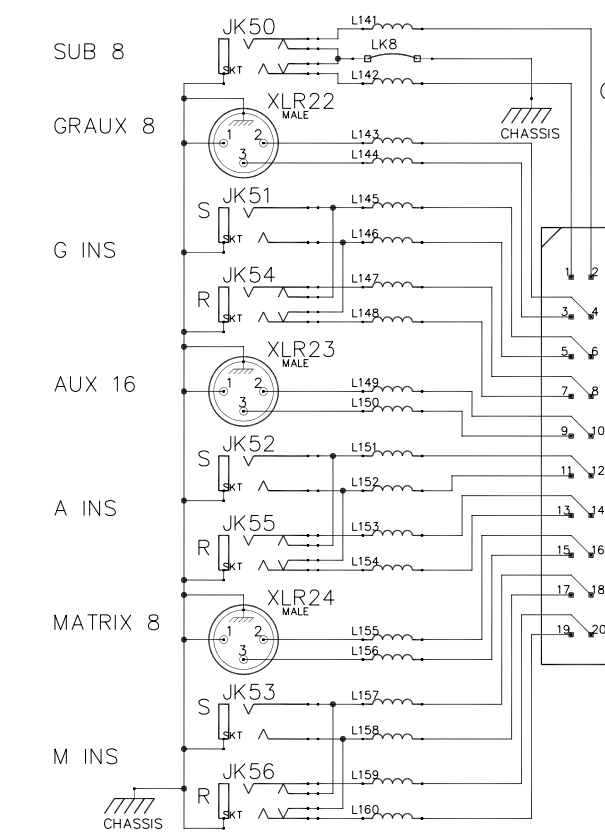 JK50
L141
SUB 8
LK8
SKT
L142
XLR22
MALE
GRAUX 8
CHASSIS
1 2
3
L143
L144
JK51
S
L145
SKT
L146
G INS
JK54
1 2
R
L147
SKT
L148
3 4
XLR23
MALE
5 6
AUX 16
1 2
3
L149
L150
7 8
9 10
JK52
S
L151
SKT
L152
11 12
A INS
JK55
13 14
R
L153
SKT
L154
15 16
XLR24
MALE
17 18
MATRIX 8
1 2
3
L155
L156
19 20
JK53
S
L157
SKT
L158
M INS
JK56
R
L159
SKT
L160
CHASSIS